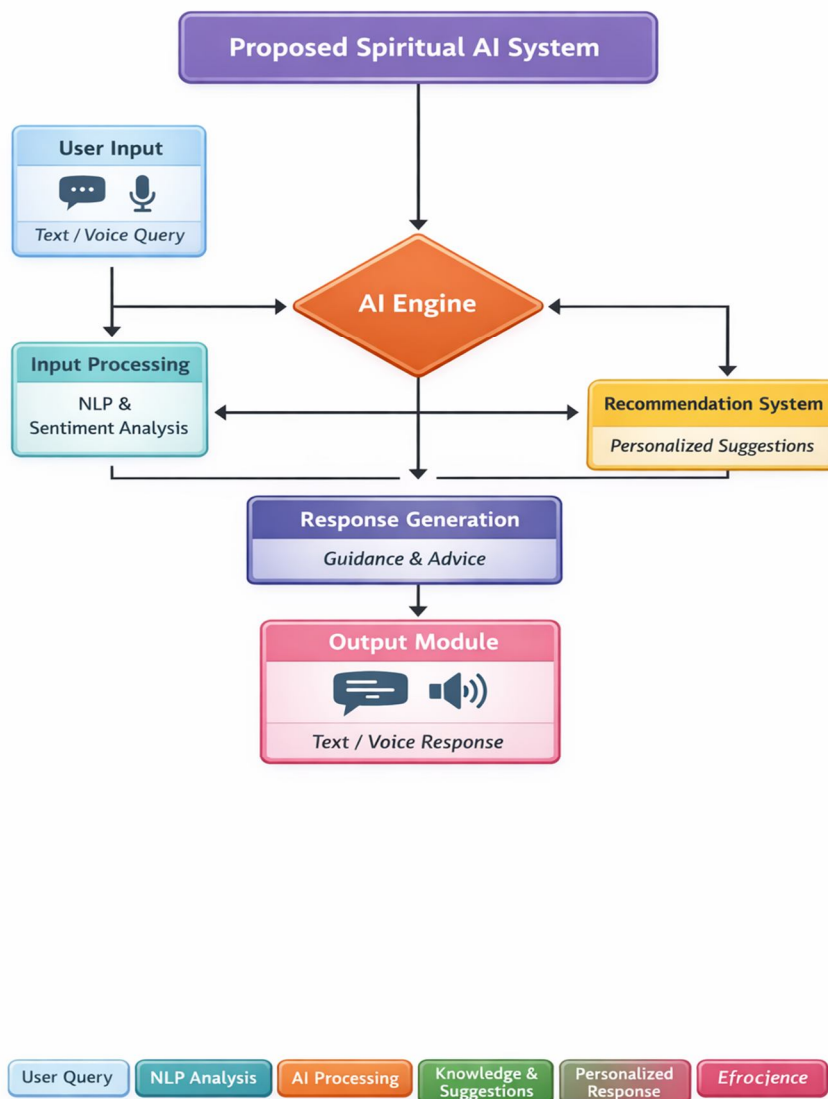 Proposed Spiritual AI System
User Input
Text / Voice Query
AI Engine
Input Processing
NLP &
Sentiment Analysis
Recommendation System
Personalized Suggestions
Response Generation
Guidance & Advice
Output Module
Text / Voice Response
User Query
NLP Analysis
AI Processing
Knowledge &
Suggestions
Personalized
Response
Efrocjence